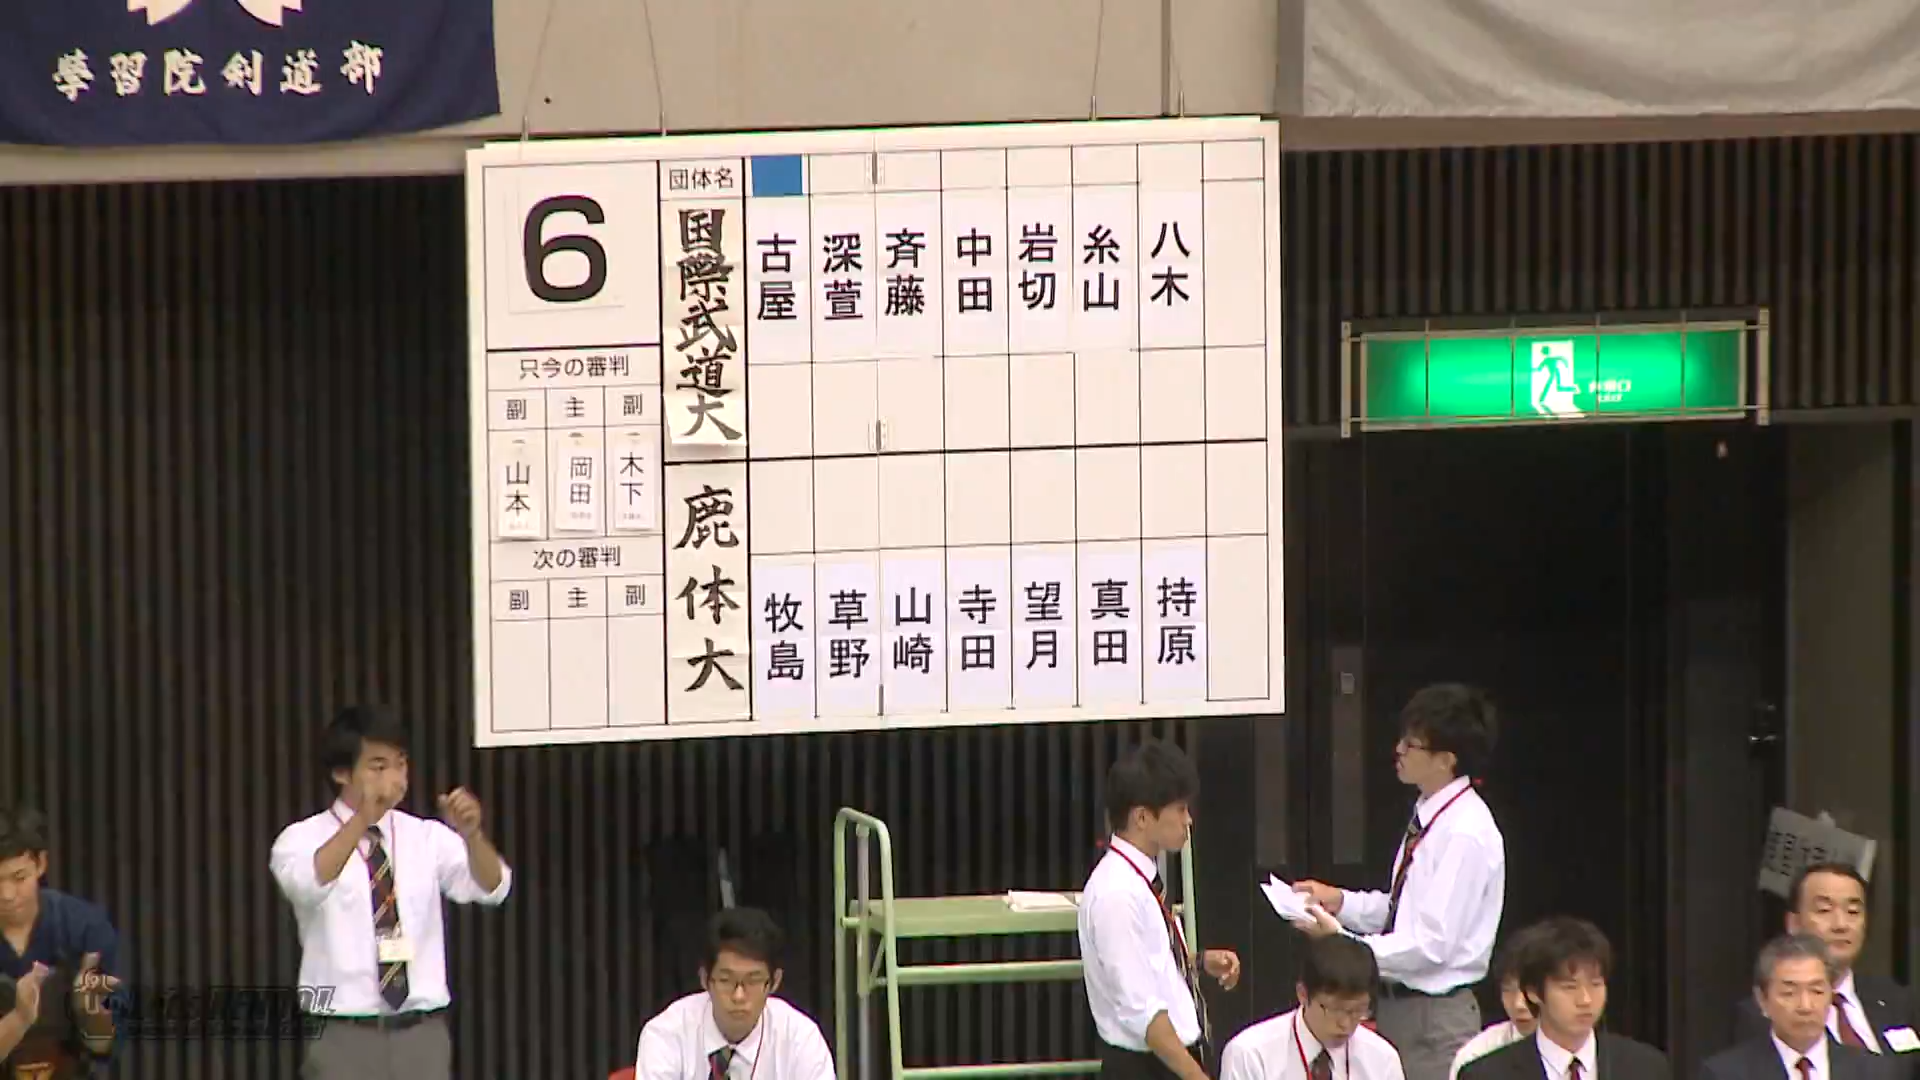 學習院剣道部
6
団体名
国際武道大
古屋
深萱
斉藤
中田
岩切
糸山
八木
只今の審判
副 主 副
山本
岡田
木下
次の審判
副 主 副
鹿体大
牧島
草野
山崎
寺田
望月
真田
持原